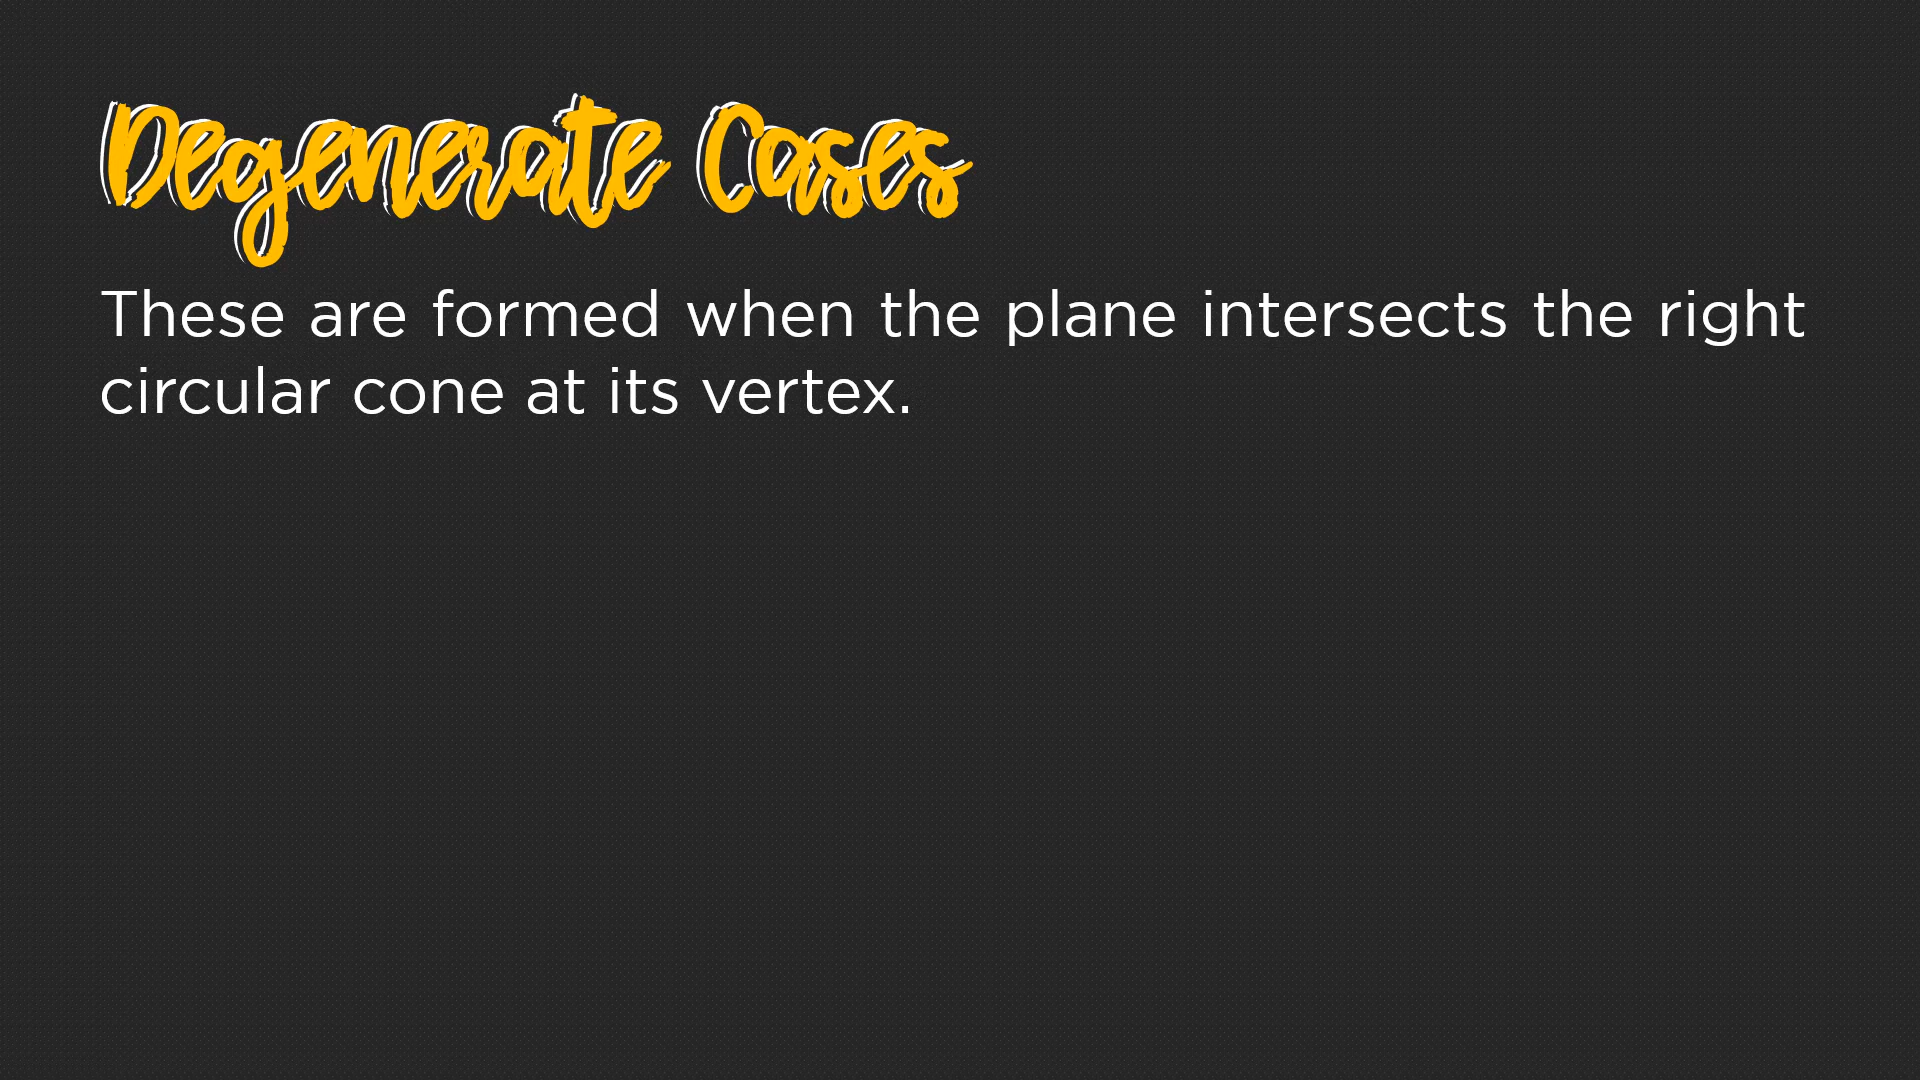 Degenerate Cases
These are formed when the plane intersects the right
circular cone at its vertex.